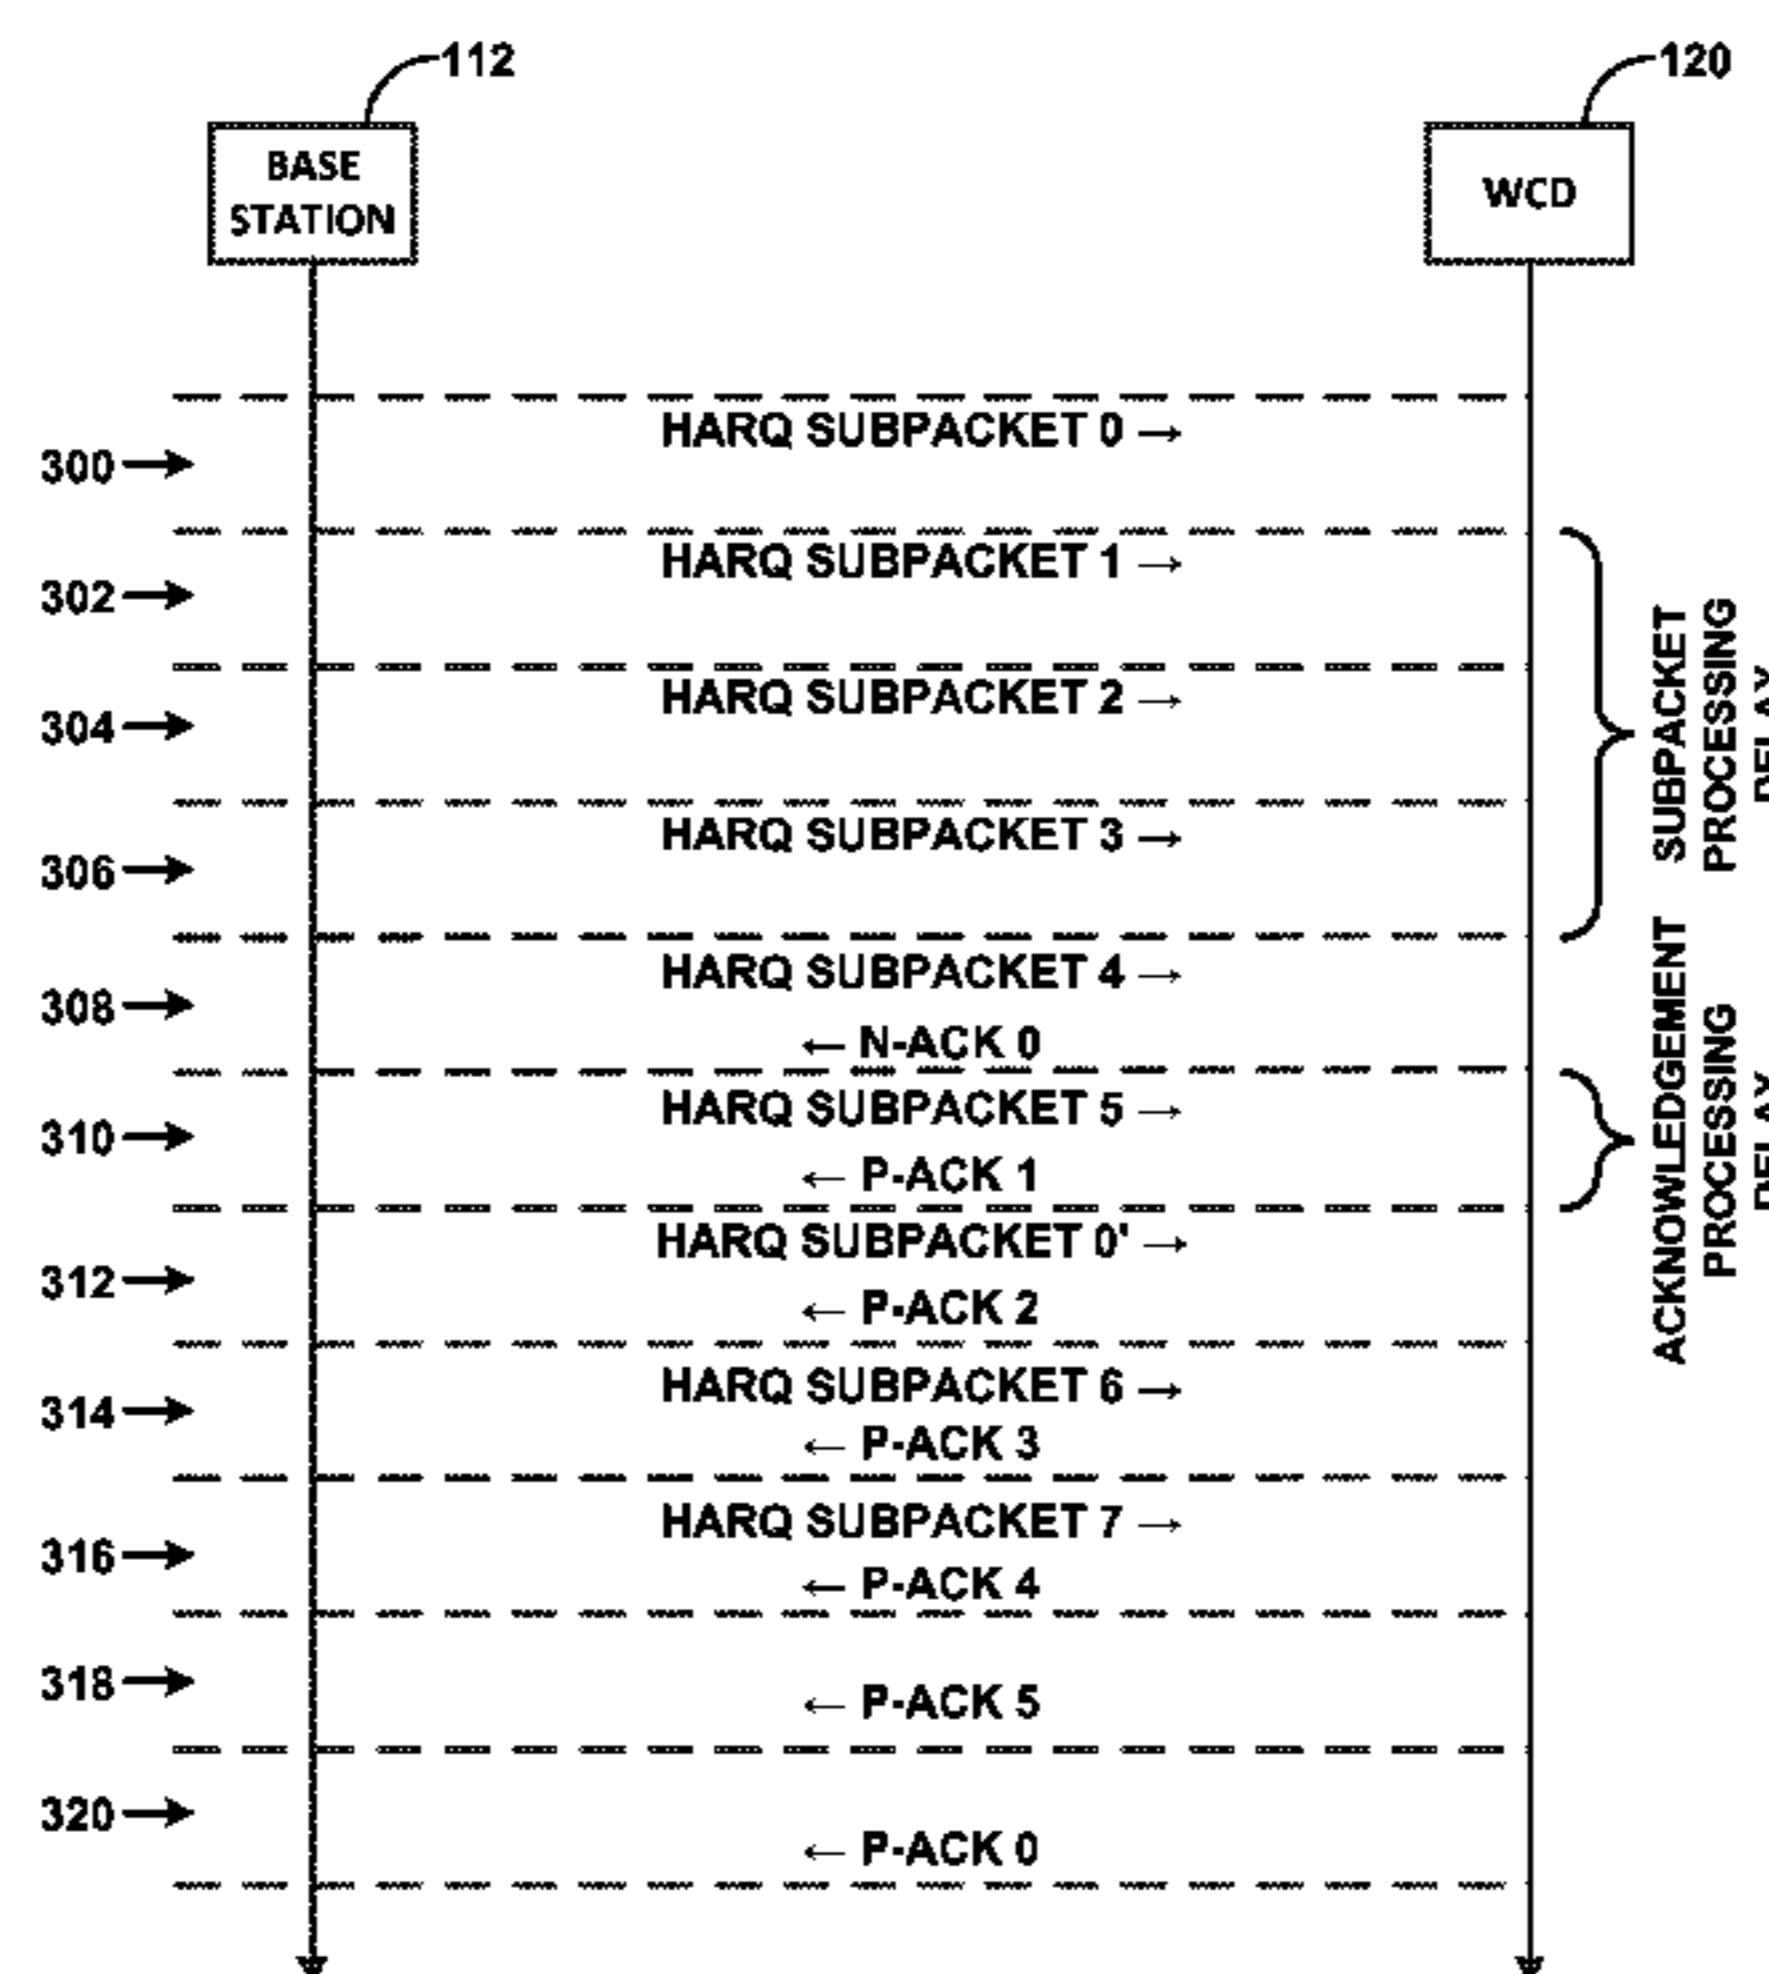 112
120
BASE
STATION
WCD
HARQ SUBPACKET 0 →
300
HARQ SUBPACKET 1 →
302
HARQ SUBPACKET 2 →
304
HARQ SUBPACKET 3 →
306
SUBPACKET
PROCESSING
HARQ SUBPACKET 4 →
308
← N-ACK 0
HARQ SUBPACKET 5 →
310
← P-ACK 1
ACKNOWLEDGEMENT
PROCESSING
HARQ SUBPACKET 0' →
312
← P-ACK 2
HARQ SUBPACKET 6 →
314
← P-ACK 3
HARQ SUBPACKET 7 →
316
← P-ACK 4
318
← P-ACK 5
320
← P-ACK 0